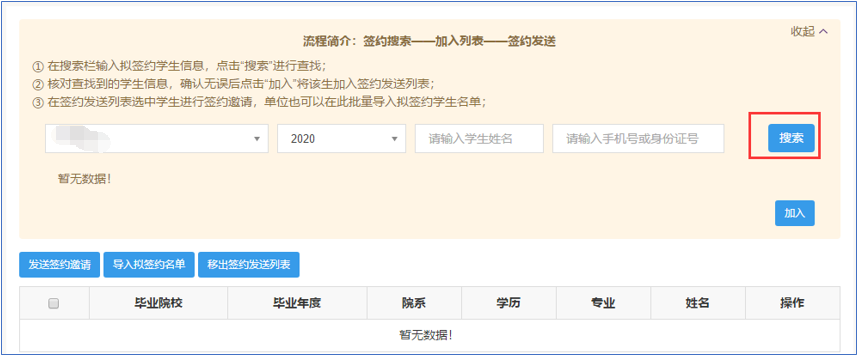 收起
流程简介：签约搜索——加入列表——签约发送
① 在搜索栏输入拟签约学生信息，点击“搜索”进行查找；
② 核对查找到的学生信息，确认无误后点击“加入”将该生加入签约发送列表；
③ 在签约发送列表选中学生进行签约邀请，单位也可以在此批量导入拟签约学生名单；
2020 请输入学生姓名 请输入手机号或身份证号 搜索
暂无数据！
加入
发送签约邀请 导入拟签约名单 移出签约发送列表
毕业院校 毕业年度 院系 学历 专业 姓名 操作
暂无数据！